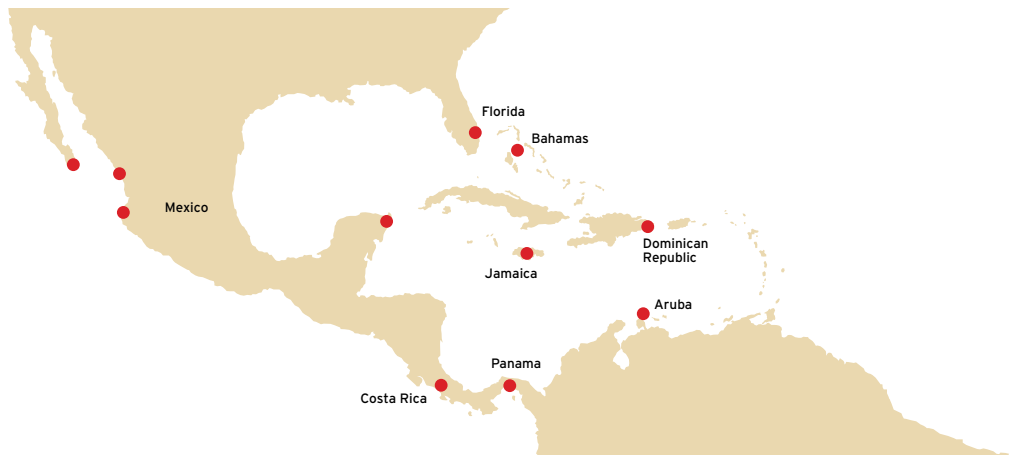 Florida
Bahamas
Mexico
Dominican
Republic
Jamaica
Aruba
Panama
Costa Rica